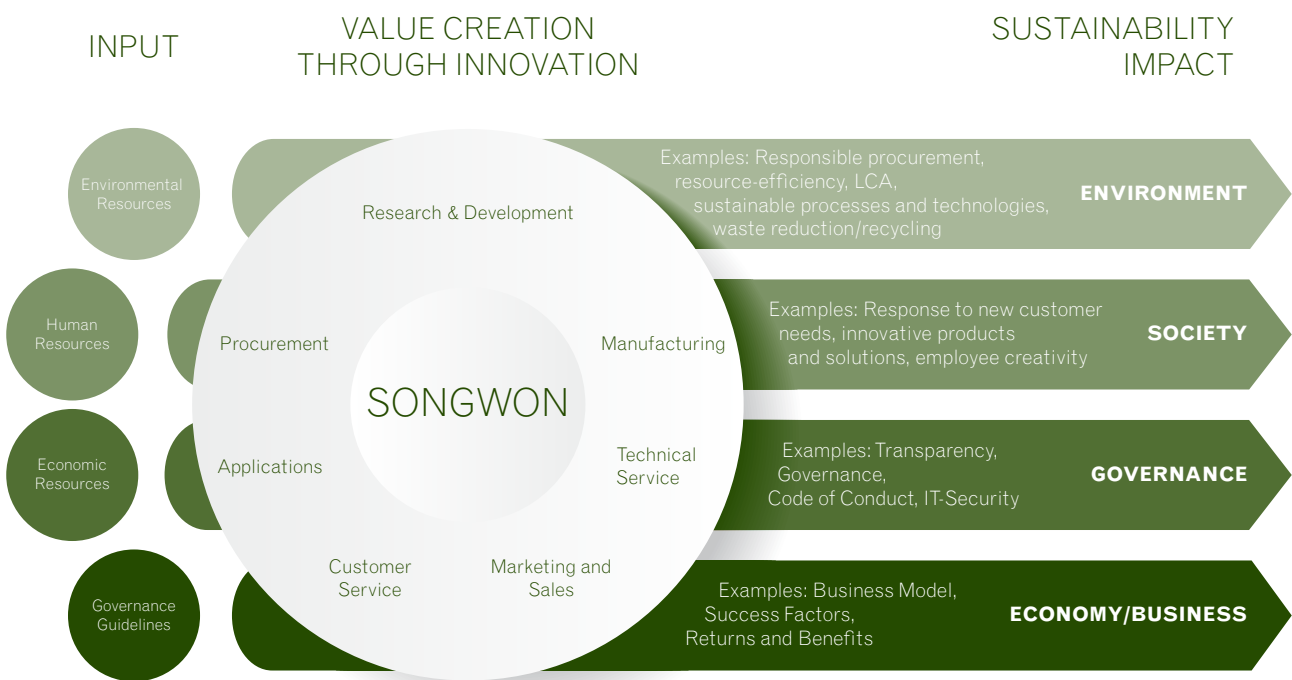 INPUT
VALUE CREATION
THROUGH INNOVATION
SUSTAINABILITY
IMPACT
Environmental
Resources
Human
Resources
Economic
Resources
Governance
Guidelines
Research & Development
Procurement
Manufacturing
SONGWON
Applications
Technical
Service
Customer
Service
Marketing and
Sales
Examples: Responsible procurement,
resource-efficiency, LCA,
sustainable processes and technologies,
waste reduction/recycling
ENVIRONMENT
Examples: Response to new customer
needs, innovative products
and solutions, employee creativity
SOCIETY
Examples: Transparency,
Governance,
Code of Conduct, IT-Security
GOVERNANCE
Examples: Business Model,
Success Factors,
Returns and Benefits
ECONOMY/BUSINESS